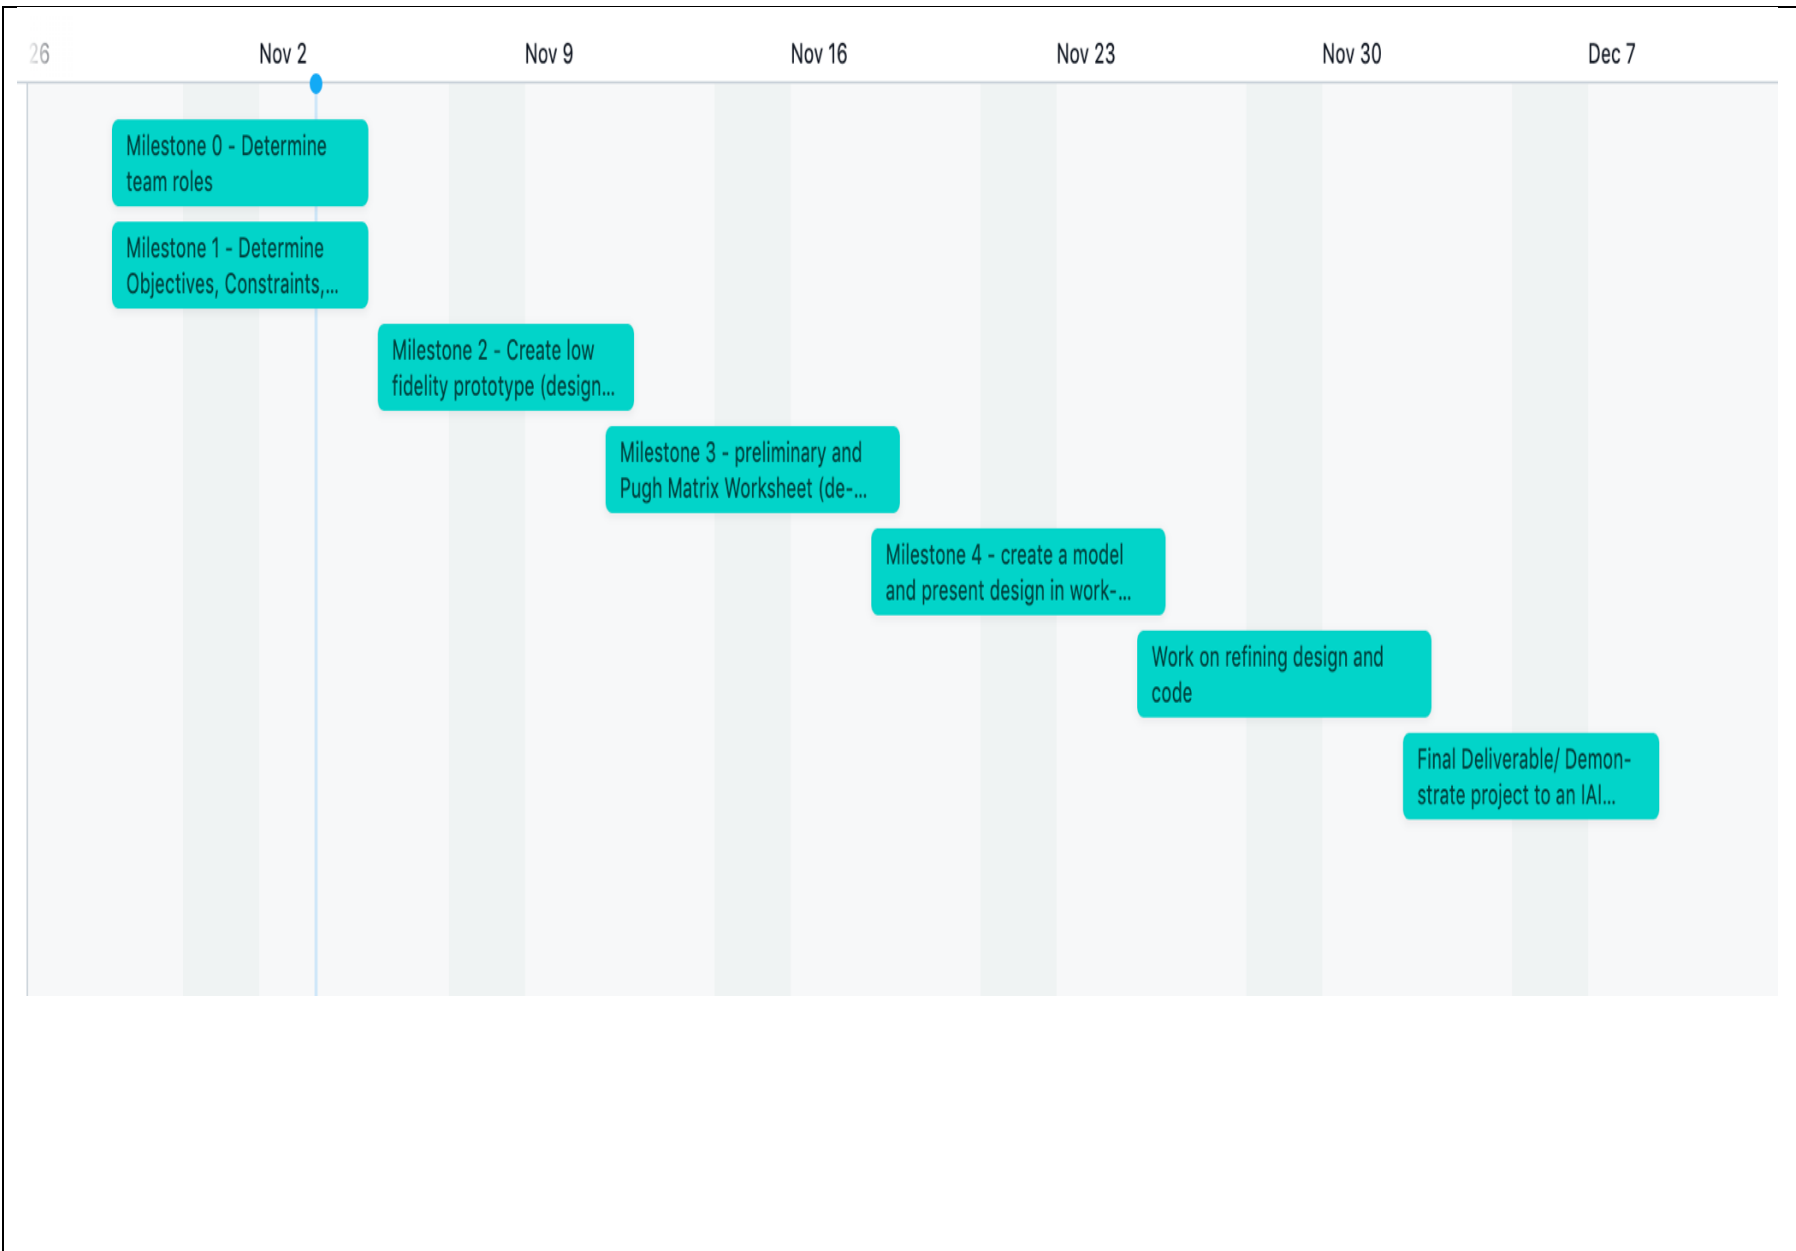 26 Nov 2 Nov 9 Nov 16 Nov 23 Nov 30 Dec 7
Milestone 0 - Determine
team roles
Milestone 1 - Determine
Objectives, Constraints,...
Milestone 2 - Create low
fidelity prototype (design...
Milestone 3 - preliminary and
Pugh Matrix Worksheet (de-...
Milestone 4 - create a model
and present design in work-...
Work on refining design and
code
Final Deliverable/ Demon-
strate project to an IAI...